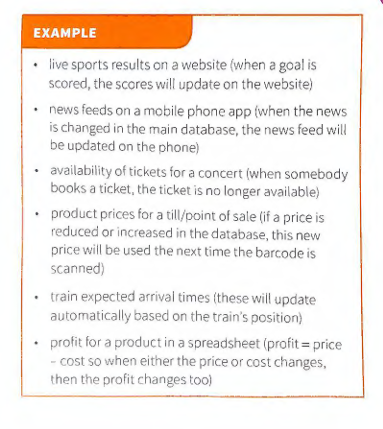 EXAMPLE
• live sports results on a website (when a goal is
scored, the scores will update on the website)
• news feeds on a mobile phone app (when the news
is changed in the main database, the news feed will
be updated on the phone)
• availability of tickets for a concert (when somebody
books a ticket, the ticket is no longer available)
• product prices for a till/point of sale (if a price is
reduced or increased in the database, this new
price will be used the next time the barcode is
scanned)
• train expected arrival times (these will update
automatically based on the train's position)
• profit for a product in a spreadsheet (profit = price
– cost so when either the price or cost changes,
then the profit changes too)